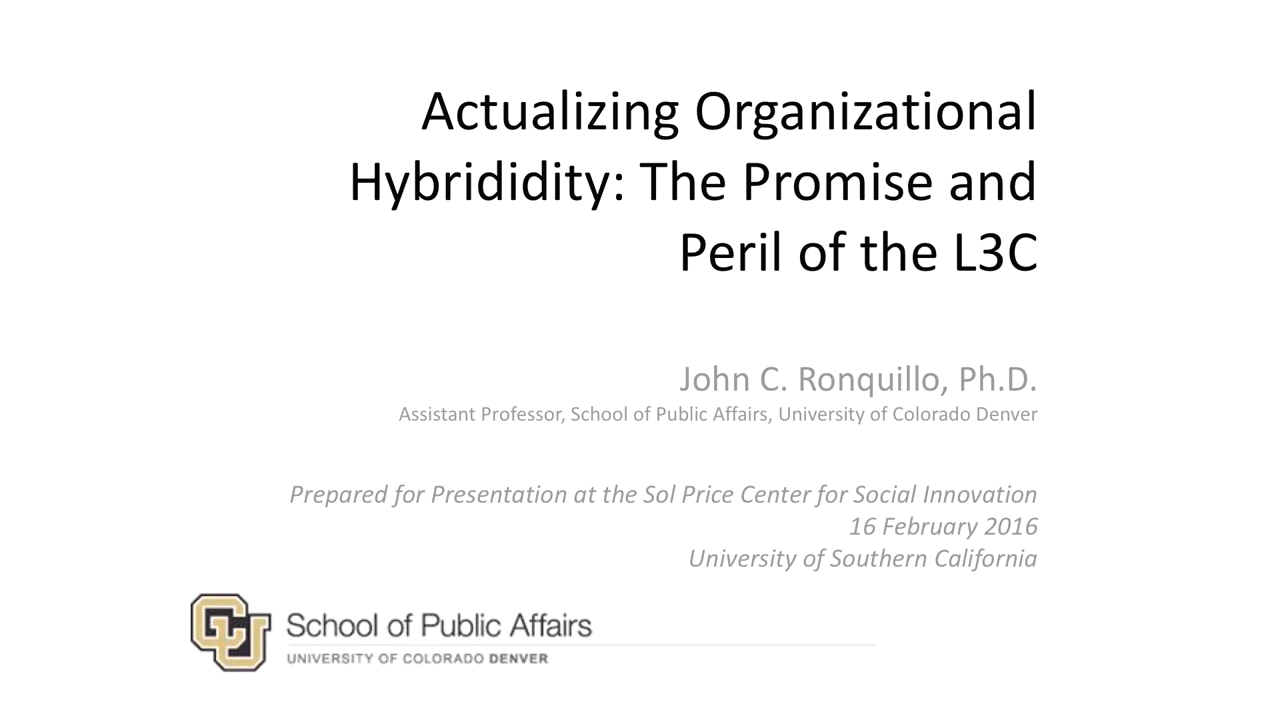 Actualizing Organizational
Hybrididity: The Promise and
Peril of the L3C
John C. Ronquillo, Ph.D.
Assistant Professor, School of Public Affairs, University of Colorado Denver
Prepared for Presentation at the Sol Price Center for Social Innovation
16 February 2016
University of Southern California
CU
School of Public Affairs
UNIVERSITY OF COLORADO DENVER